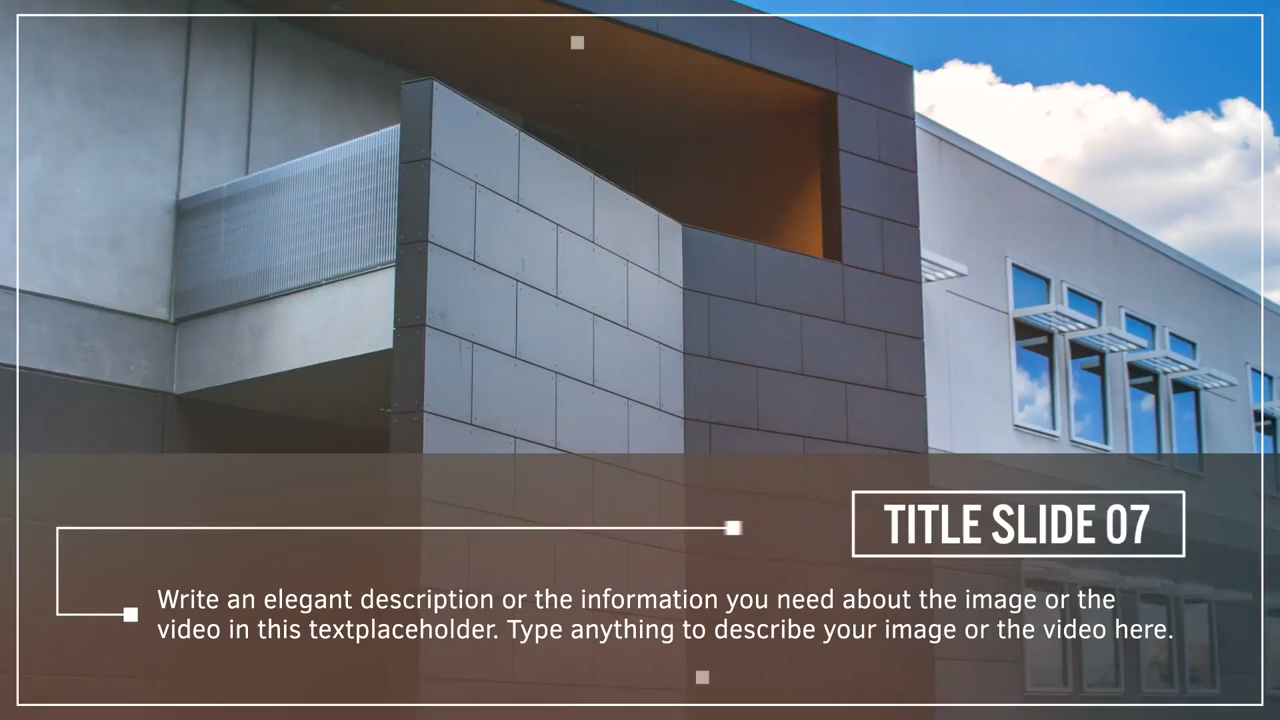 TITLE SLIDE 07
Write an elegant description or the information you need about the image or the
video in this textplaceholder. Type anything to describe your image or the video here.